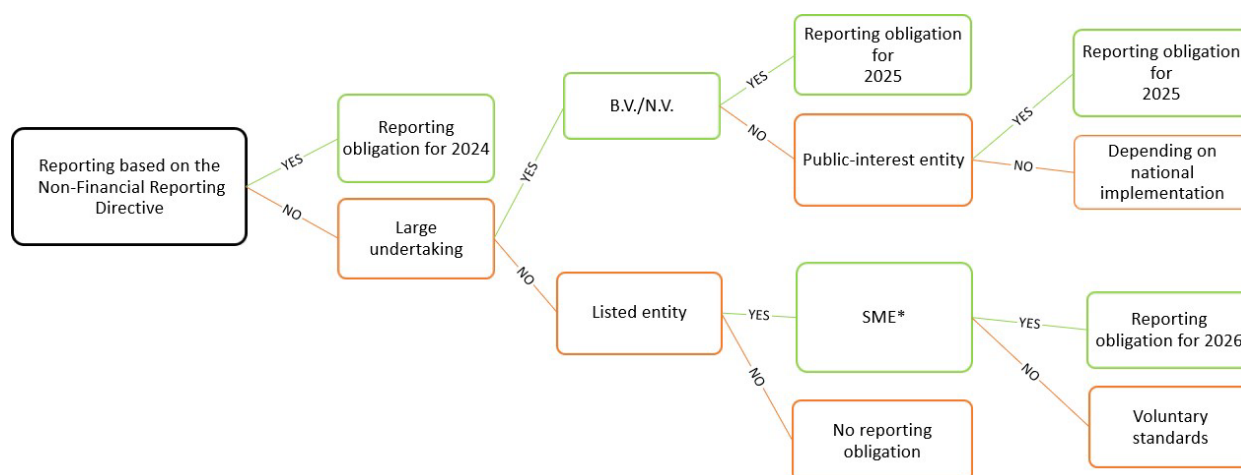 Reporting based on the
Non-Financial Reporting
Directive
YES
NO
Reporting
obligation for 2024
Large
undertaking
YES
NO
B.V./N.V.
Listed entity
YES
NO
YES
NO
Reporting obligation
for
2025
Public-interest entity
SME*
No reporting
obligation
YES
NO
YES
NO
Reporting obligation
for
2025
Depending on
national
implementation
Reporting
obligation for 2026
Voluntary
standards